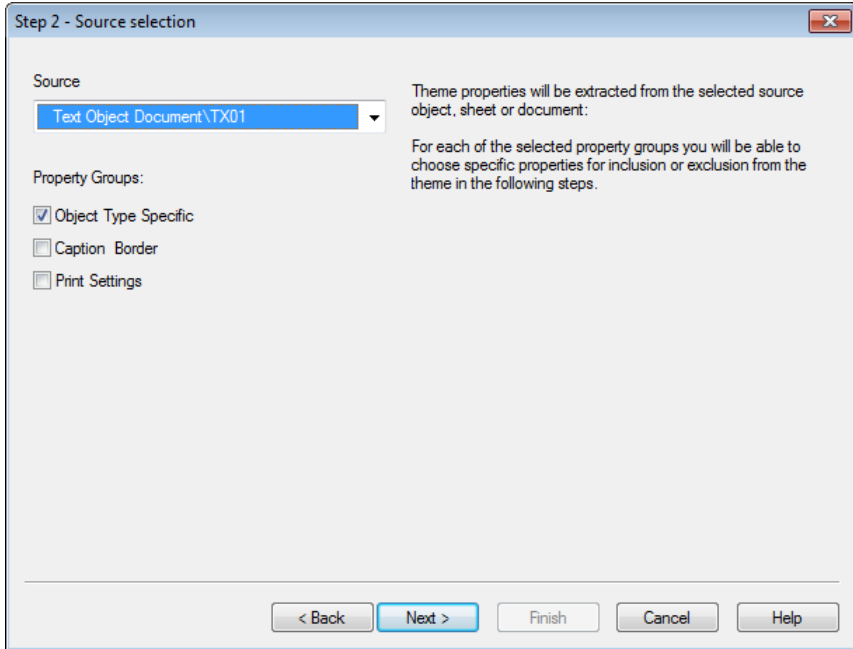 Step 2 - Source selection
Source
Text Object Document\TX01
Theme properties will be extracted from the selected source
object, sheet or document:
For each of the selected property groups you will be able to
choose specific properties for inclusion or exclusion from the
theme in the following steps.
Property Groups:
Object Type Specific
Caption Border
Print Settings
< Back
Next >
Finish
Cancel
Help